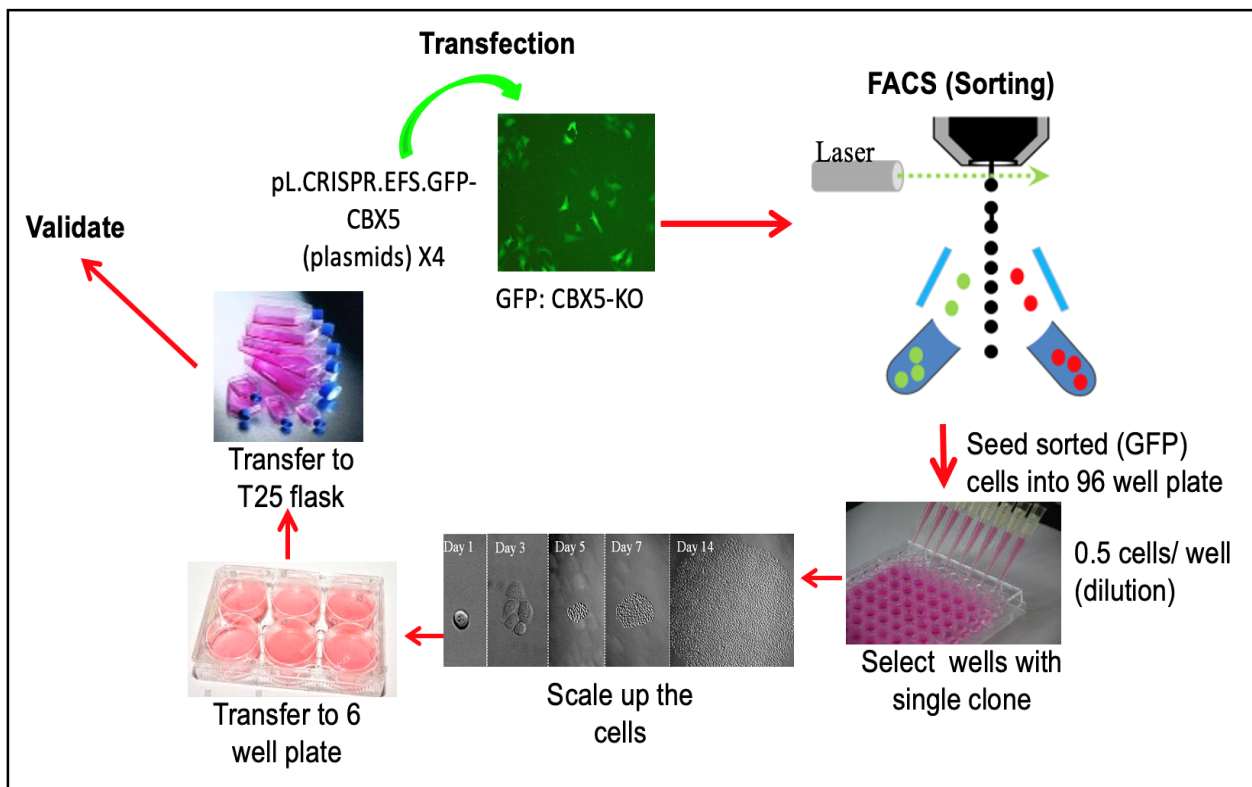 Transfection
pL.CRISPR.EFS.GFP-
CBX5
(plasmids) X4
GFP: CBX5-KO
FACS (Sorting)
Laser
Seed sorted (GFP)
cells into 96 well plate
0.5 cells/ well
(dilution)
Select wells with
single clone
Day 1
Day 3
Day 5
Day 7
Day 14
Scale up the
cells
Transfer to 6
well plate
Transfer to
T25 flask
Validate